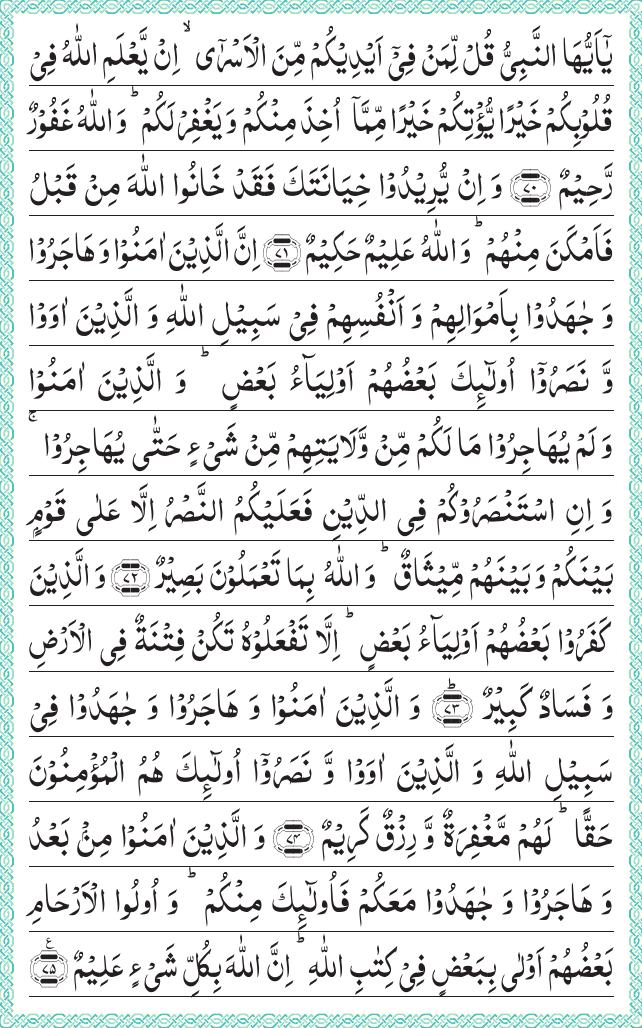 يٰۤاَيُّهَا النَّبِىُّ قُلْ لِّمَنْ فِىْۤ اَيْدِيْكُمْ مِّنَ الْاَسْرٰٓى ۙ اِنْ يَّعْلَمِ اللّٰهُ فِىْ
قُلُوْبِكُمْ خَيْرًا يُّؤْتِكُمْ خَيْرًا مِّمَّاۤ اُخِذَ مِنْكُمْ وَ يَغْفِرْ لَكُمْ ؕ وَ اللّٰهُ غَفُوْرٌ
رَّحِيْمٌ ﴿۷۰﴾ وَ اِنْ يُّرِيْدُوْا خِيَانَتَكَ فَقَدْ خَانُوا اللّٰهَ مِنْ قَبْلُ
فَاَمْكَنَ مِنْهُمْ ؕ وَ اللّٰهُ عَلِيْمٌ حَكِيْمٌ ﴿۷۱﴾ اِنَّ الَّذِيْنَ اٰمَنُوْا وَ هَاجَرُوْا
وَ جٰهَدُوْا بِاَمْوَالِهِمْ وَ اَنْفُسِهِمْ فِىْ سَبِيْلِ اللّٰهِ وَ الَّذِيْنَ اٰوَوْا
وَّ نَصَرُوْۤا اُولٰٓئِكَ بَعْضُهُمْ اَوْلِيَآءُ بَعْضٍ ؕ وَ الَّذِيْنَ اٰمَنُوْا
وَ لَمْ يُهَاجِرُوْا مَا لَكُمْ مِّنْ وَّلَايَتِهِمْ مِّنْ شَىْءٍ حَتّٰى يُهَاجِرُوْا ۚ
وَ اِنِ اسْتَنْصَرُوْكُمْ فِى الدِّيْنِ فَعَلَيْكُمُ النَّصْرُ اِلَّا عَلٰى قَوْمٍۭ
بَيْنَكُمْ وَ بَيْنَهُمْ مِّيْثَاقٌ ؕ وَ اللّٰهُ بِمَا تَعْمَلُوْنَ بَصِيْرٌ ﴿۷۲﴾ وَ الَّذِيْنَ
كَفَرُوْا بَعْضُهُمْ اَوْلِيَآءُ بَعْضٍ ؕ اِلَّا تَفْعَلُوْهُ تَكُنْ فِتْنَةٌ فِى الْاَرْضِ
وَ فَسَادٌ كَبِيْرٌ ؕ﴿۷۳﴾ وَ الَّذِيْنَ اٰمَنُوْا وَ هَاجَرُوْا وَ جٰهَدُوْا فِىْ
سَبِيْلِ اللّٰهِ وَ الَّذِيْنَ اٰوَوْا وَّ نَصَرُوْۤا اُولٰٓئِكَ هُمُ الْمُؤْمِنُوْنَ
حَقًّا ؕ لَهُمْ مَّغْفِرَةٌ وَّ رِزْقٌ كَرِيْمٌ ﴿۷۴﴾ وَ الَّذِيْنَ اٰمَنُوْا مِنْۢ بَعْدُ
وَ هَاجَرُوْا وَ جٰهَدُوْا مَعَكُمْ فَاُولٰٓئِكَ مِنْكُمْ ؕ وَ اُولُوا الْاَرْحَامِ
بَعْضُهُمْ اَوْلٰى بِبَعْضٍ فِىْ كِتٰبِ اللّٰهِ ؕ اِنَّ اللّٰهَ بِكُلِّ شَىْءٍ عَلِيْمٌ ﴿۷۵﴾ ع